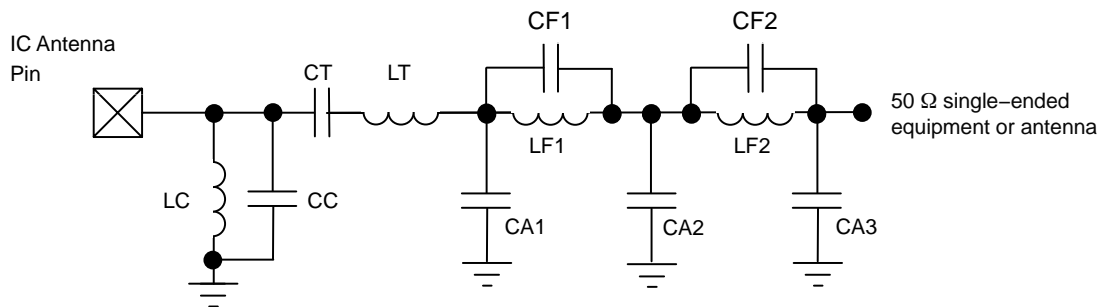 IC Antenna
Pin
CT
LT
CF1
CF2
LF1
LF2
50 Ω single−ended
equipment or antenna
LC
CC
CA1
CA2
CA3